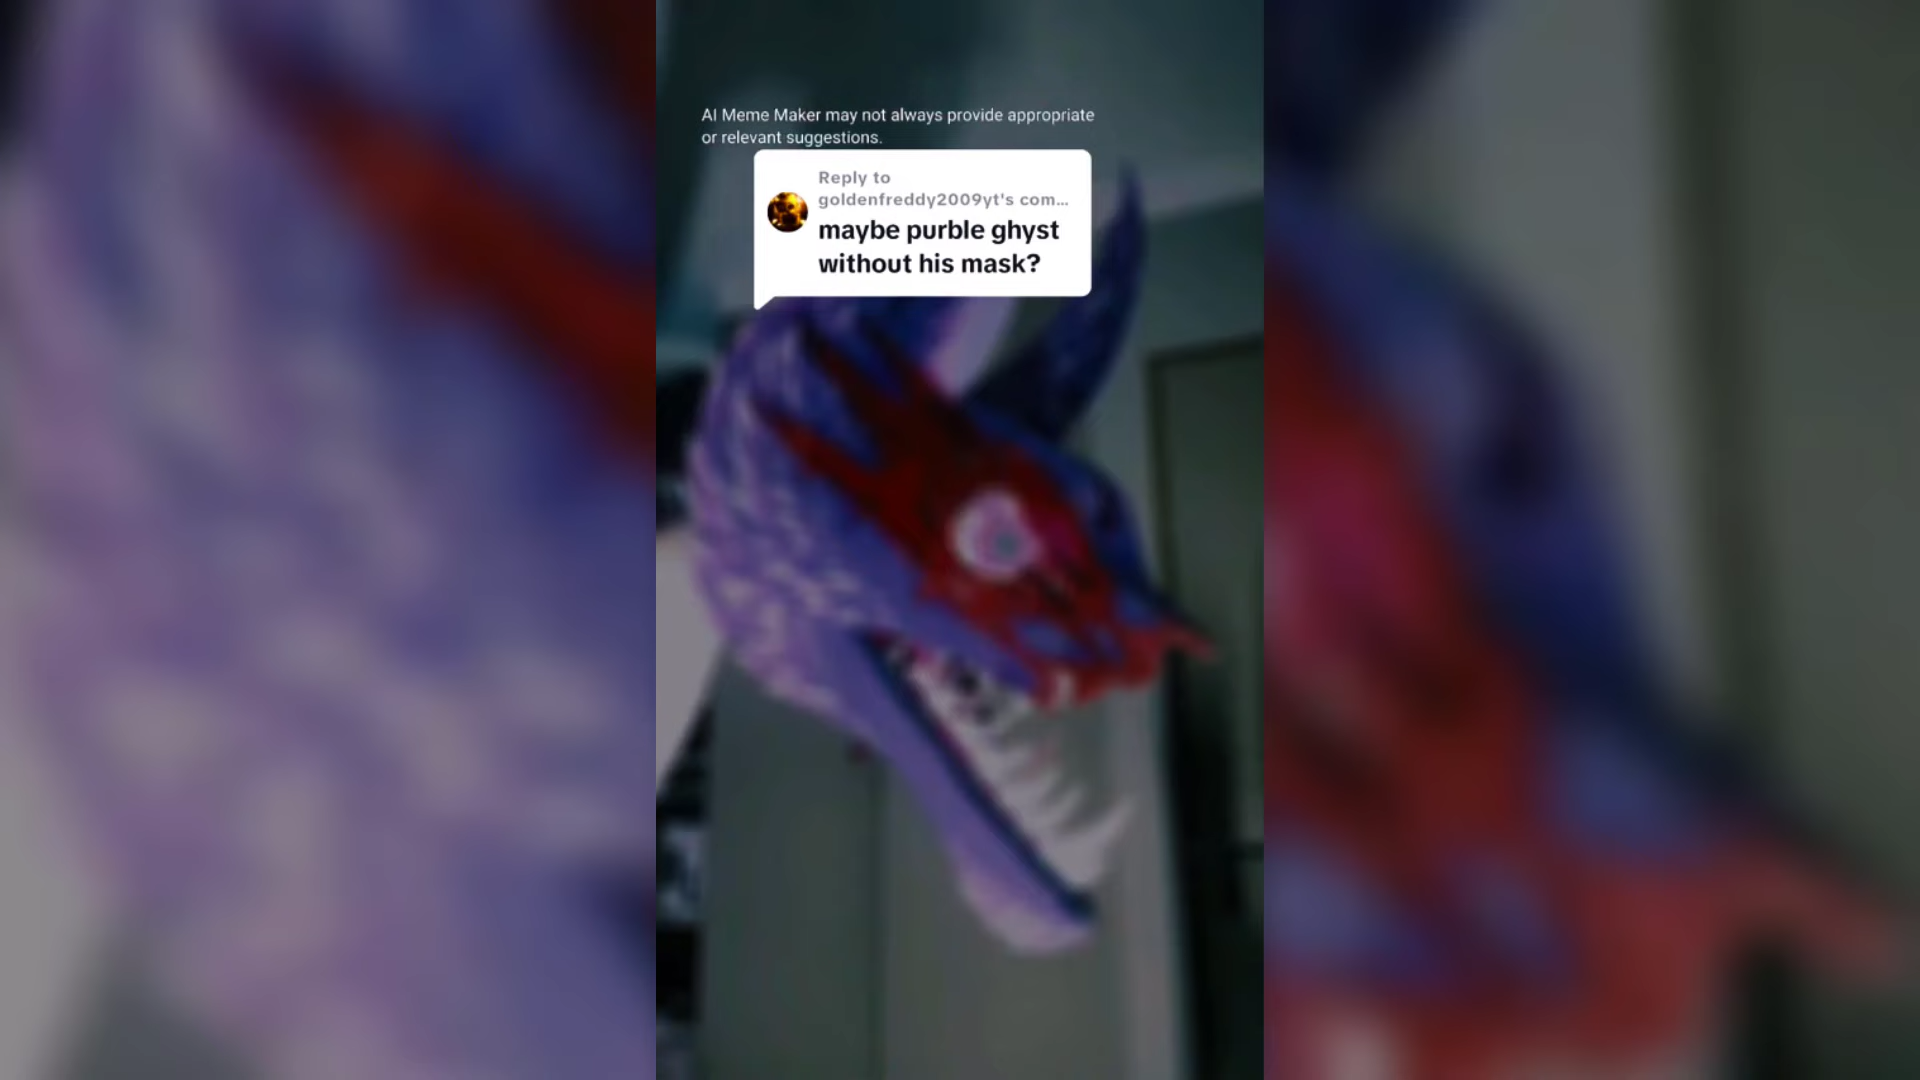 AI Meme Maker may not always provide appropriate
or relevant suggestions.
Reply to
goldenfreddy2009yt's com...
maybe purble ghyst
without his mask?